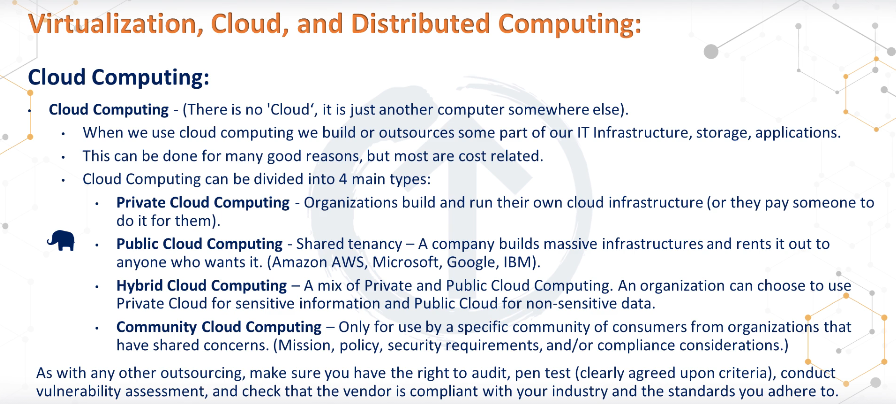 Virtualization, Cloud, and Distributed Computing:
Cloud Computing:
• Cloud Computing - (There is no 'Cloud‘, it is just another computer somewhere else).
• When we use cloud computing we build or outsources some part of our IT Infrastructure, storage, applications.
• This can be done for many good reasons, but most are cost related.
• Cloud Computing can be divided into 4 main types:
• Private Cloud Computing - Organizations build and run their own cloud infrastructure (or they pay someone to
do it for them).
• Public Cloud Computing - Shared tenancy – A company builds massive infrastructures and rents it out to
anyone who wants it. (Amazon AWS, Microsoft, Google, IBM).
• Hybrid Cloud Computing – A mix of Private and Public Cloud Computing. An organization can choose to use
Private Cloud for sensitive information and Public Cloud for non-sensitive data.
• Community Cloud Computing – Only for use by a specific community of consumers from organizations that
have shared concerns. (Mission, policy, security requirements, and/or compliance considerations.)
As with any other outsourcing, make sure you have the right to audit, pen test (clearly agreed upon criteria), conduct
vulnerability assessment, and check that the vendor is compliant with your industry and the standards you adhere to.